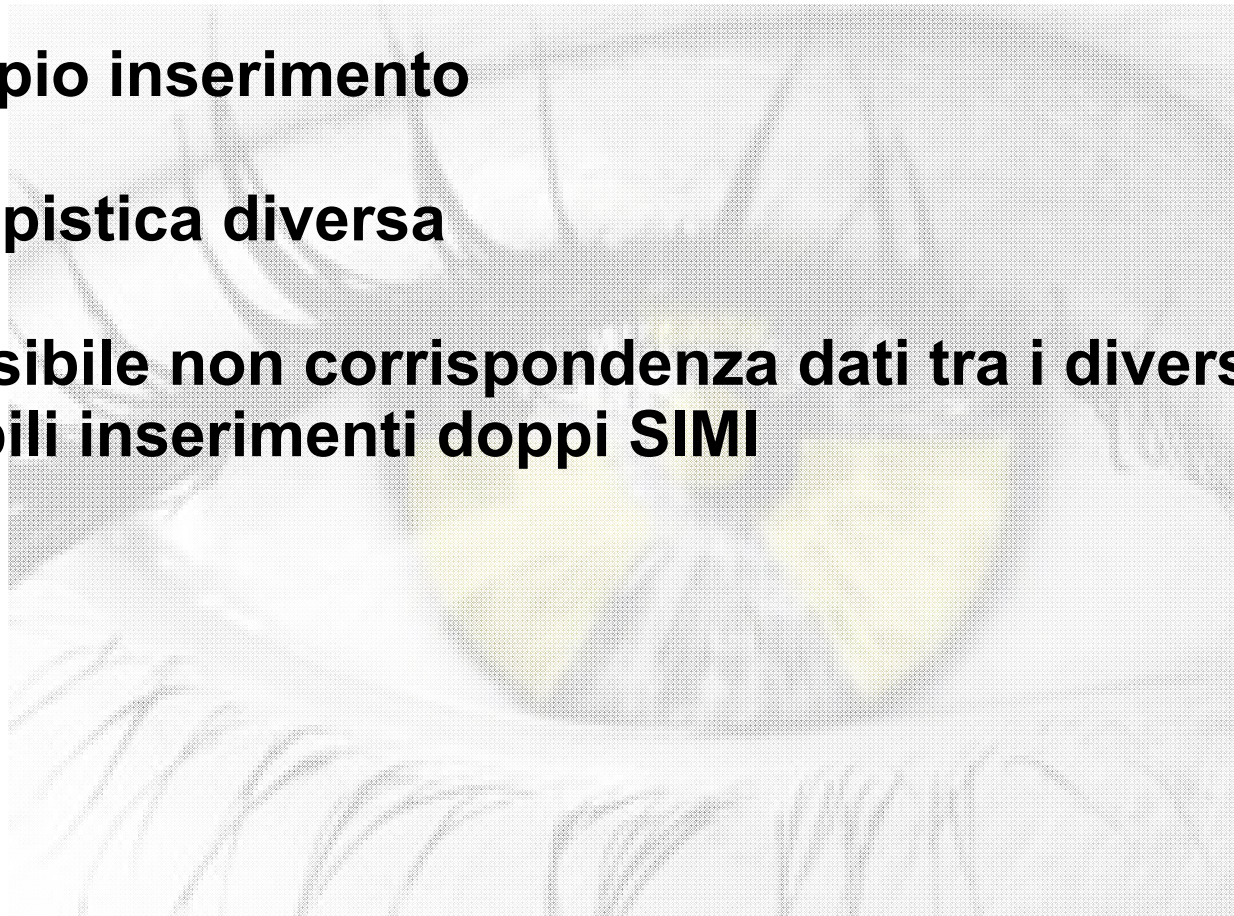 pio inserimento
pistica diversa
sibile non corrispondenza dati tra i divers
bili inserimenti doppi SIMI